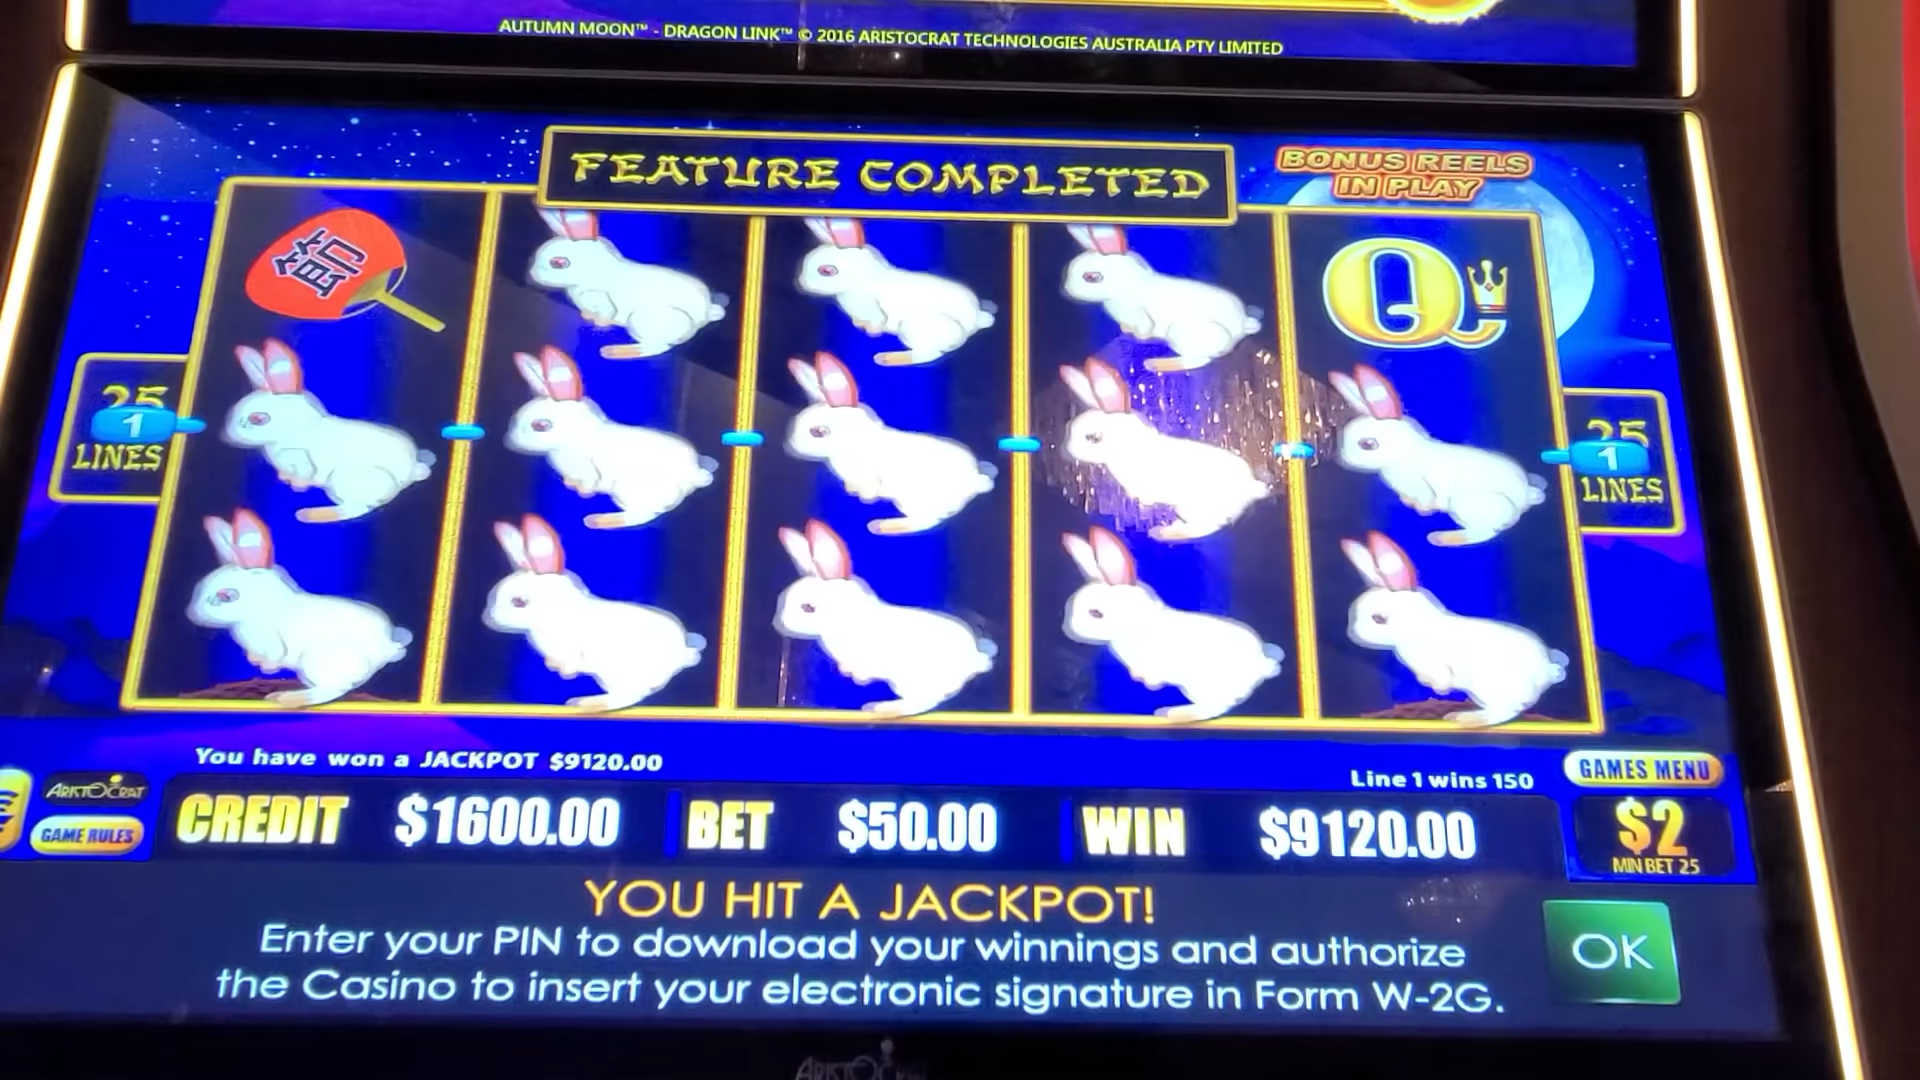 AUTUMN MOON™ - DRAGON LINK™ © 2016 ARISTOCRAT TECHNOLOGIES AUSTRALIA PTY LIMITED
FEATURE COMPLETED
BONUS REELS
IN PLAY
Q
25
1
LINES
25
1
LINES
You have won a JACKPOT $9120.00
Line 1 wins 150
GAMES MENU
ARISTOCRAT
GAME RULES
CREDIT $1600.00
BET $50.00
WIN $9120.00
$2
MIN BET 25
YOU HIT A JACKPOT!
Enter your PIN to download your winnings and authorize
the Casino to insert your electronic signature in Form W-2G.
OK